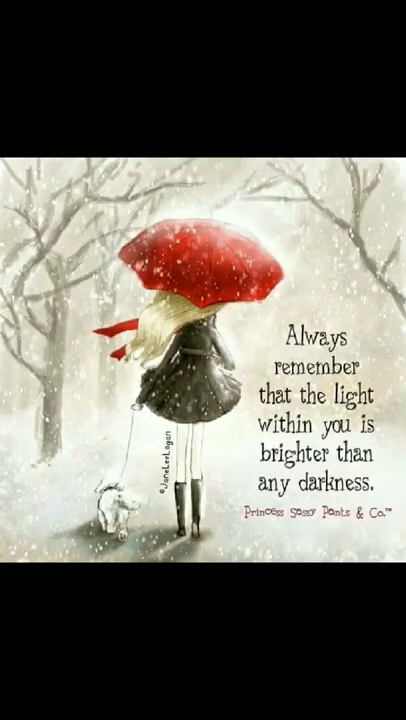 Always
remember
that the light
within you is
brighter than
any darkness.
Princess Sassy Pants & Co.™
©JaneLeeLogan